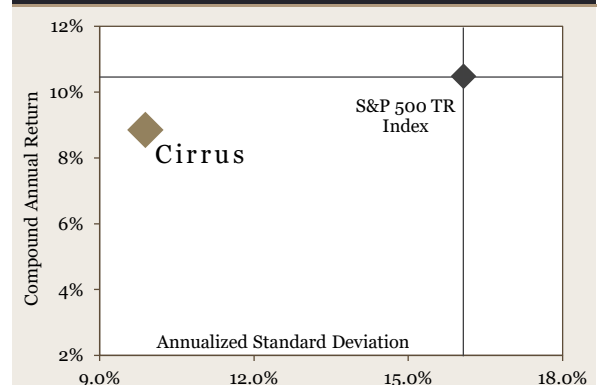 12%
10%
8%
6%
4%
2%
Compound Annual Return
S&P 500 TR
Index
Cirrus
Annualized Standard Deviation
9.0%
12.0%
15.0%
18.0%